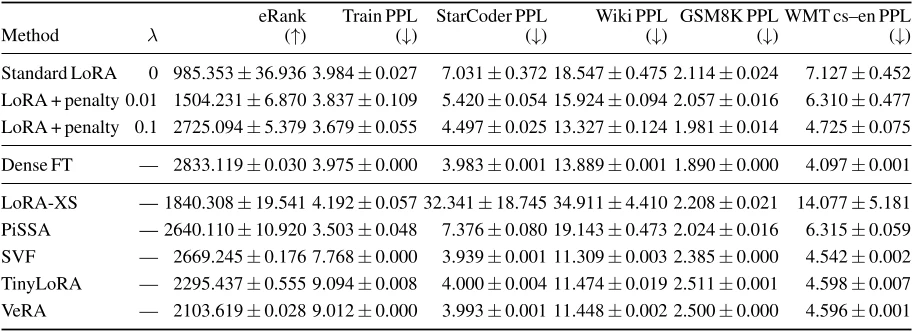 eRank Train PPL StarCoder PPL Wiki PPL GSM8K PPL WMT cs–en PPL
Method λ (↑) (↓) (↓) (↓) (↓) (↓)
Standard LoRA 0 985.353 ± 36.936 3.984 ± 0.027 7.031 ± 0.372 18.547 ± 0.475 2.114 ± 0.024 7.127 ± 0.452
LoRA + penalty 0.01 1504.231 ± 6.870 3.837 ± 0.109 5.420 ± 0.054 15.924 ± 0.094 2.057 ± 0.016 6.310 ± 0.477
LoRA + penalty 0.1 2725.094 ± 5.379 3.679 ± 0.055 4.497 ± 0.025 13.327 ± 0.124 1.981 ± 0.014 4.725 ± 0.075
Dense FT — 2833.119 ± 0.030 3.975 ± 0.000 3.983 ± 0.001 13.889 ± 0.001 1.890 ± 0.000 4.097 ± 0.001
LoRA-XS — 1840.308 ± 19.541 4.192 ± 0.057 32.341 ± 18.745 34.911 ± 4.410 2.208 ± 0.021 14.077 ± 5.181
PiSSA — 2640.110 ± 10.920 3.503 ± 0.048 7.376 ± 0.080 19.143 ± 0.473 2.024 ± 0.016 6.315 ± 0.059
SVF — 2669.245 ± 0.176 7.768 ± 0.000 3.939 ± 0.001 11.309 ± 0.003 2.385 ± 0.000 4.542 ± 0.002
TinyLoRA — 2295.437 ± 0.555 9.094 ± 0.008 4.000 ± 0.004 11.474 ± 0.019 2.511 ± 0.001 4.598 ± 0.007
VeRA — 2103.619 ± 0.028 9.012 ± 0.000 3.993 ± 0.001 11.448 ± 0.002 2.500 ± 0.000 4.596 ± 0.001